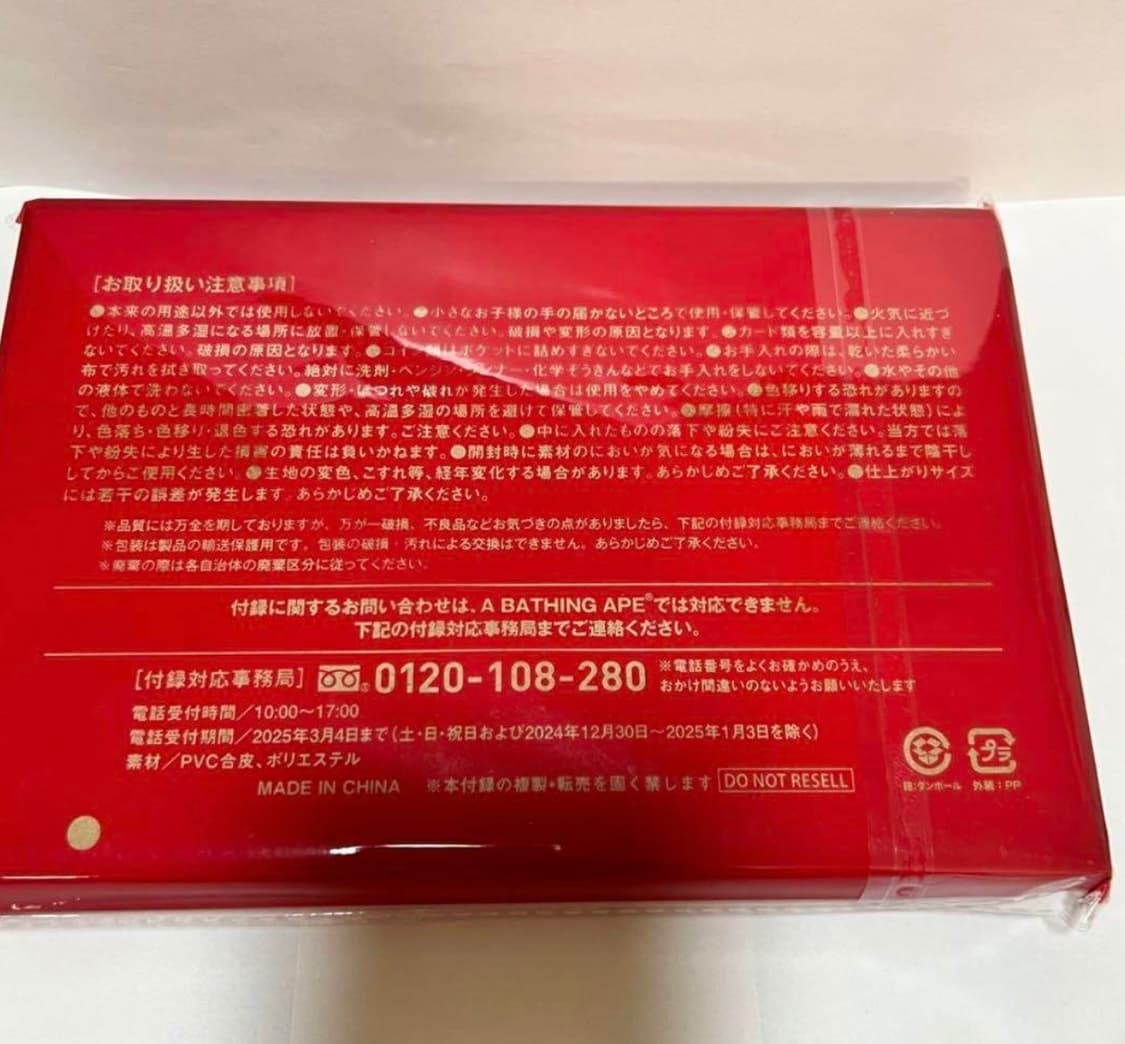 [お取り扱い注意事項]
●本来の用途以外では使用しないでください。●小さなお子様の手の届かないところで使用・保管してください。●火気に近づ
けたり、高温多湿になる場所に放置・保管しないでください。破損や変形の原因となります。●カード類を容量以上に入れすぎ
ないでください。破損の原因となります。●コインはポケットに詰めすぎないでください。●お手入れの際は、乾いた柔らかい
布で汚れを拭き取ってください。絶対に洗剤・ベンジン・シンナー・化学ぞうきんなどでお手入れをしないでください。●水やその他
の液体で洗わないでください。●変形・ほつれや破れが発生した場合は使用をやめてください。●色移りする恐れがありますの
で、他のものと長時間密着した状態や、高温多湿の場所を避けて保管してください。●摩擦(特に汗や雨で濡れた状態)によ
り、色落ち・色移り・退色する恐れがあります。ご注意ください。●中に入れたものの落下や紛失にご注意ください。当方では落
下や紛失により生じた損害の責任は負いかねます。●開封時に素材のにおいが気になる場合は、においが薄れるまで陰干し
してからご使用ください。●生地の変色、こすれ等、経年変化する場合があります。あらかじめご了承ください。●仕上がりサイズ
には若干の誤差が発生します。あらかじめご了承ください。
※品質には万全を期しておりますが、万が一破損、不良品などお気づきの点がありましたら、下記の付録対応事務局までご連絡ください。
※包装は製品の輸送保護用です。包装の破損・汚れによる交換はできません。あらかじめご了承ください。
※廃棄の際は各自治体の廃棄区分に従ってください。
付録に関するお問い合わせは、A BATHING APE®では対応できません。
下記の付録対応事務局までご連絡ください。
[付録対応事務局] 0120-108-280 ※電話番号をよくお確かめのうえ、
おかけ間違いのないようお願いいたします
電話受付時間/10:00〜17:00
電話受付期間/2025年3月4日まで(土・日・祝日および2024年12月30日〜2025年1月3日を除く)
素材/PVC合皮、ポリエステル
MADE IN CHINA ※本付録の複製・転売を固く禁じます DO NOT RESELL
プラ
箱:ダンボール 外装:PP